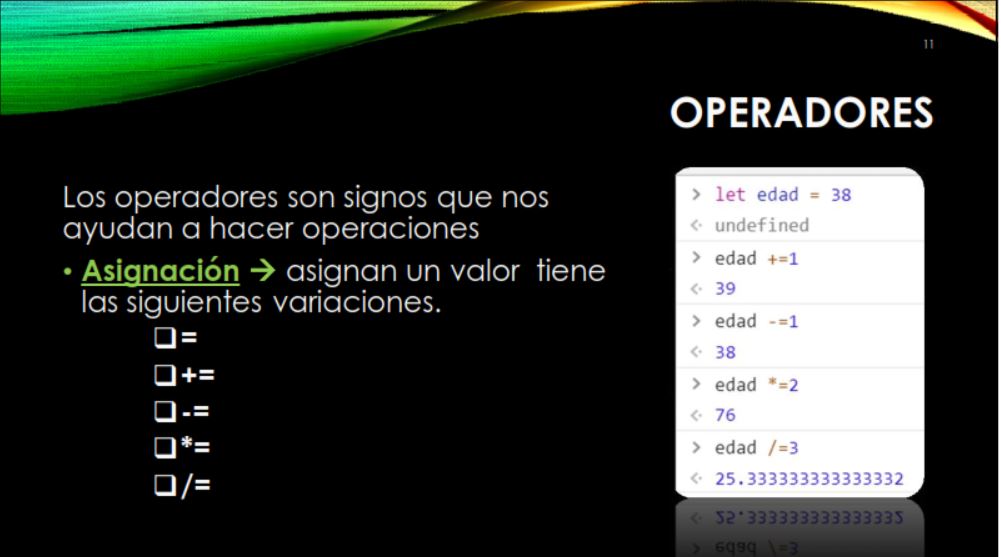 11
OPERADORES
Los operadores son signos que nos
ayudan a hacer operaciones
• Asignación → asignan un valor tiene
las siguientes variaciones.
❑=
❑+=
❑-=
❑*=
❑/=
> let edad = 38
<· undefined
> edad +=1
<· 39
> edad -=1
<· 38
> edad *=2
<· 76
> edad /=3
<· 25.333333333333332